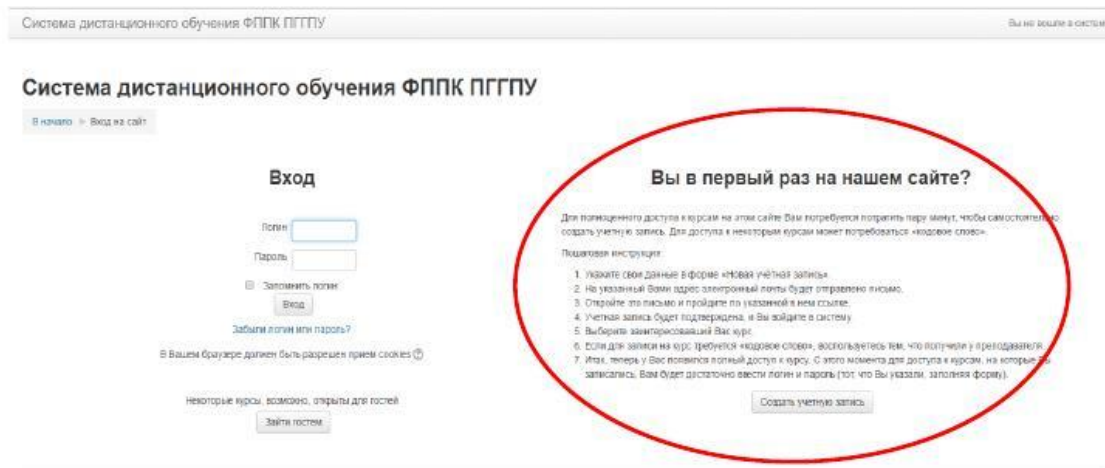 Система дистанционного обучения ФППК ПГГПУ
Вы не вошли в систем
Система дистанционного обучения ФППК ПГГПУ
В начало ► Вход на сайт
Вход
Логин
Пароль
Запомнить логин
Вход
Забыли логин или пароль?
В Вашем браузере должен быть разрешен прием cookies
Некоторые курсы, возможно, открыты для гостей
Зайти гостем
Вы в первый раз на нашем сайте?
Для полноценного доступа к курсам на этом сайте Вам потребуется потратить пару минут, чтобы самостоятельно
создать учетную запись. Для доступа к некоторым курсам может потребоваться «кодовое слово».
Пошаговая инструкция:
1. Укажите свои данные в форме «Новая учётная запись».
2. На указанный Вами адрес электронный почты будет отправлено письмо.
3. Откройте это письмо и пройдите по указанной в нем ссылке.
4. Учетная запись будет подтверждена, и Вы войдите в систему.
5. Выберите заинтересовавший Вас курс.
6. Если для записи на курс требуется «кодовое слово», воспользуетесь тем, что получили у преподавателя.
7. Итак, теперь у Вас появился полный доступ к курсу. С этого момента для доступа к курсам, на которые Вы
записались, Вам будет достаточно ввести логин и пароль (тот, что Вы указали, заполняя форму).
Создать учетную запись